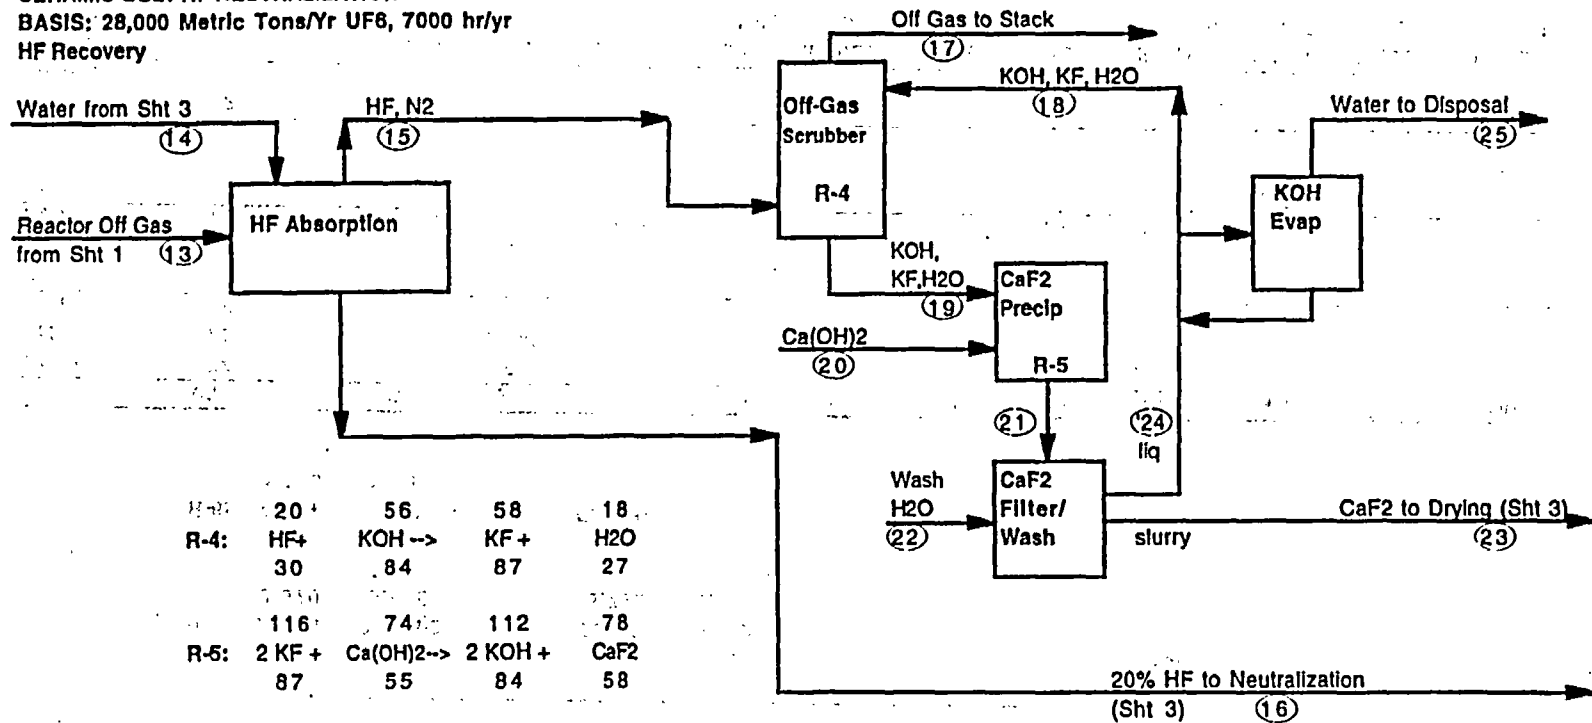 BASIS: 28,000 Metric Tons/Yr UF6, 7000 hr/yr
HF Recovery
Off Gas to Stack
17
KOH, KF, H2O
18
Water to Disposal
25
Water from Sht 3
14
HF, N2
15
Off-Gas
Scrubber
R-4
KOH
Evap
Reactor Off Gas
from Sht 1
13
HF Absorption
KOH,
KF,H2O
19
CaF2
Precip
R-5
Ca(OH)2
20
21
24
liq
Wash
H2O
22
CaF2
Filter/
Wash
slurry
CaF2 to Drying (Sht 3)
23
20 56 58 18
R-4: HF+ KOH --> KF + H2O
30 84 87 27
116 74 112 78
R-5: 2 KF + Ca(OH)2--> 2 KOH + CaF2
87 55 84 58
20% HF to Neutralization
(Sht 3) 16